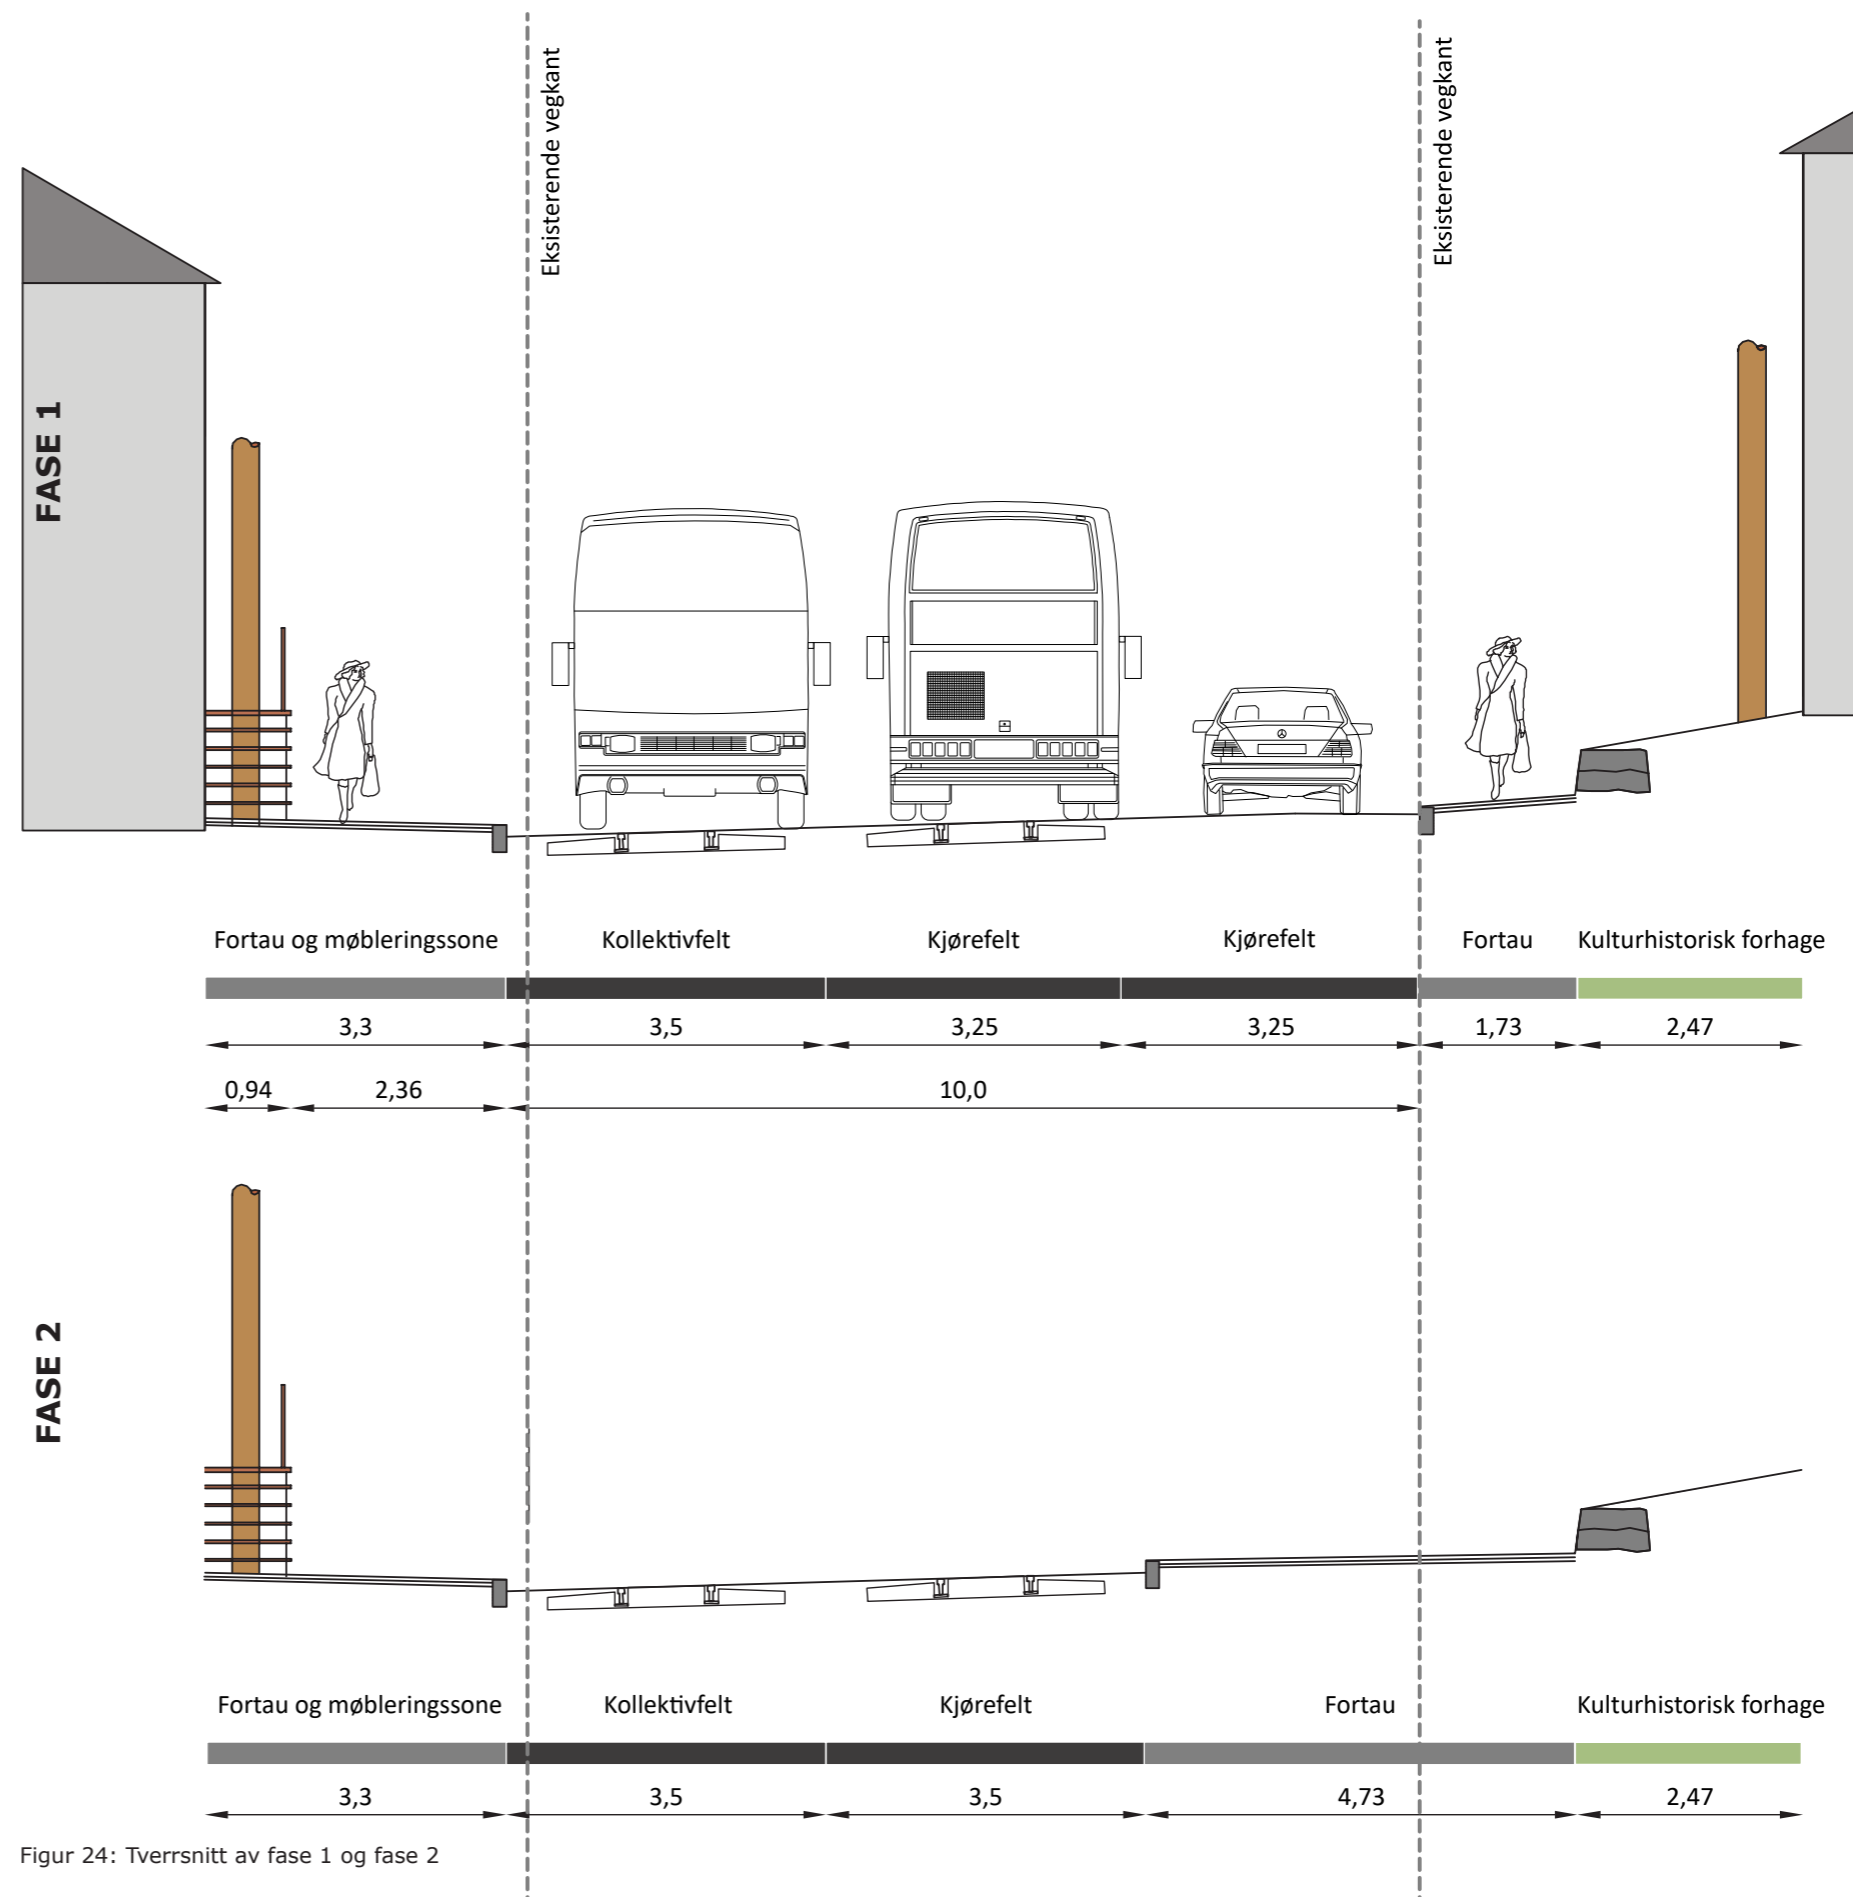 Eksisterende vegkant
Eksisterende vegkant
FASE 1
Fortau og møbleringssone
Kollektivfelt
Kjørefelt
Kjørefelt
Fortau
Kulturhistorisk forhage
3,3
3,5
3,25
3,25
1,73
2,47
0,94
2,36
10,0
FASE 2
Fortau og møbleringssone
Kollektivfelt
Kjørefelt
Fortau
Kulturhistorisk forhage
3,3
3,5
3,5
4,73
2,47
Figur 24: Tverrsnitt av fase 1 og fase 2